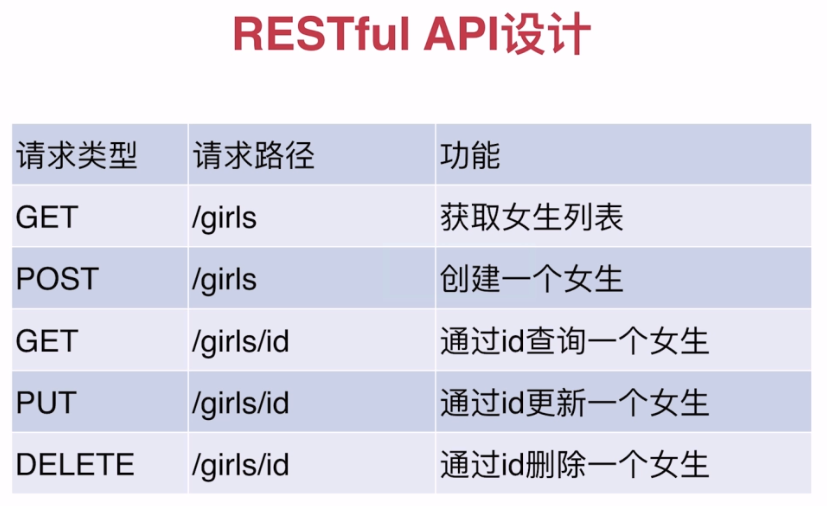 RESTful API设计
请求类型 请求路径 功能
GET /girls 获取女生列表
POST /girls 创建一个女生
GET /girls/id 通过id查询一个女生
PUT /girls/id 通过id更新一个女生
DELETE /girls/id 通过id删除一个女生